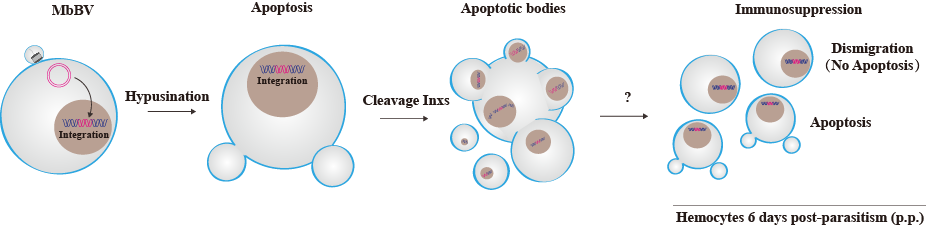 MbBV
Apoptosis
Apoptotic bodies
Immunosuppression
Integration
Hypusination
Integration
Cleavage Inxs
?
Dismigration
(No Apoptosis)
Apoptosis
Hemocytes 6 days post-parasitism (p.p.)